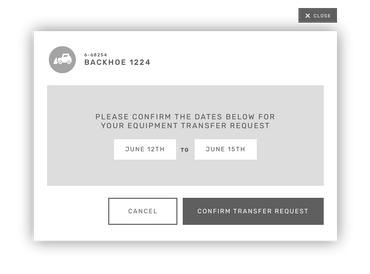 CLOSE
6-68254
BACKHOE 1224
PLEASE CONFIRM THE DATES BELOW FOR
YOUR EQUIPMENT TRANSFER REQUEST
JUNE 12TH TO JUNE 15TH
CANCEL CONFIRM TRANSFER REQUEST